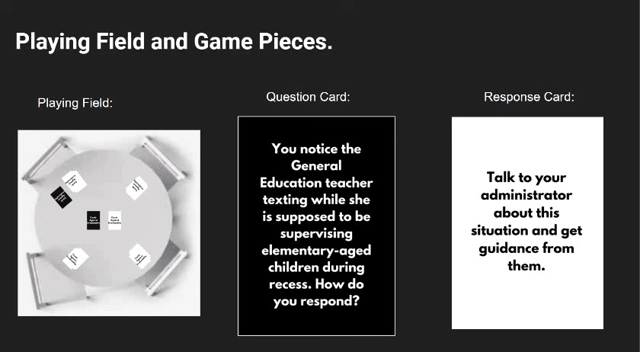 Playing Field and Game Pieces.
Playing Field:
Question Card:
Response Card:
You notice the
General
Education teacher
texting while she
is supposed to be
supervising
elementary-aged
children during
recess. How do
you respond?
Talk to your
administrator
about this
situation and get
guidance from
them.